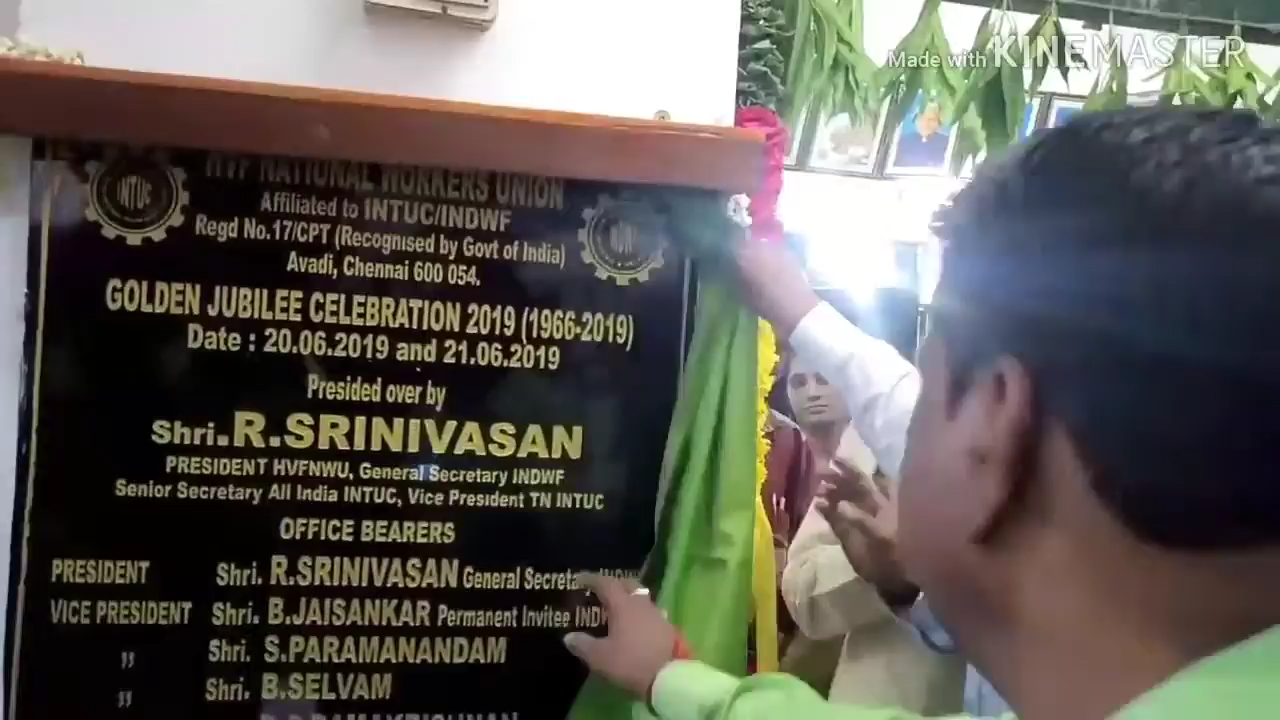 Made with KINEMASTER
HVF NATIONAL WORKERS UNION
INTUC
Affiliated to INTUC/INDWF
Regd No.17/CPT (Recognised by Govt of India)
Avadi, Chennai 600 054.
GOLDEN JUBILEE CELEBRATION 2019 (1966-2019)
Date : 20.06.2019 and 21.06.2019
Presided over by
Shri.R.SRINIVASAN
PRESIDENT HVFNWU, General Secretary INDWF
Senior Secretary All India INTUC, Vice President TN INTUC
OFFICE BEARERS
PRESIDENT Shri. R.SRINIVASAN General
VICE PRESIDENT Shri. B.JAISANKAR Permanent Invitee
,, Shri. S.PARAMANANDAM
,, Shri. B.SELVAM